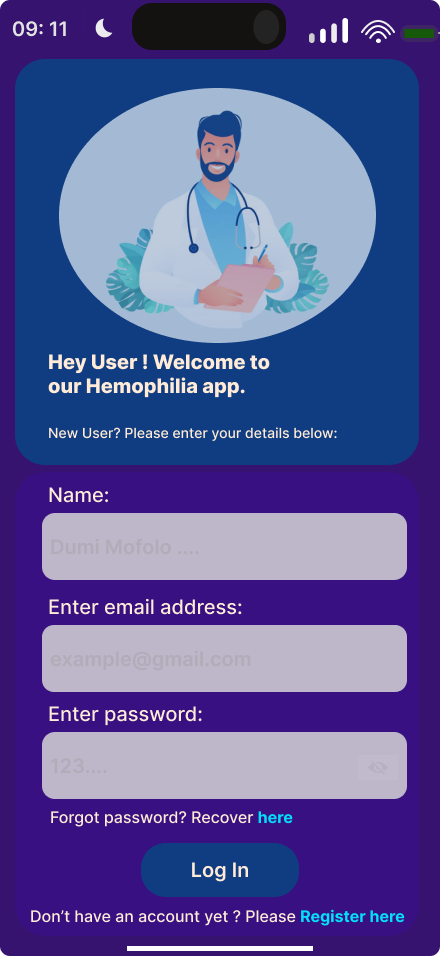 09: 11
Hey User ! Welcome to
our Hemophilia app.
New User? Please enter your details below:
Name:
Dumi Mofolo ....
Enter email address:
example@gmail.com
Enter password:
123....
Forgot password? Recover here
Log In
Don’t have an account yet ? Please Register here